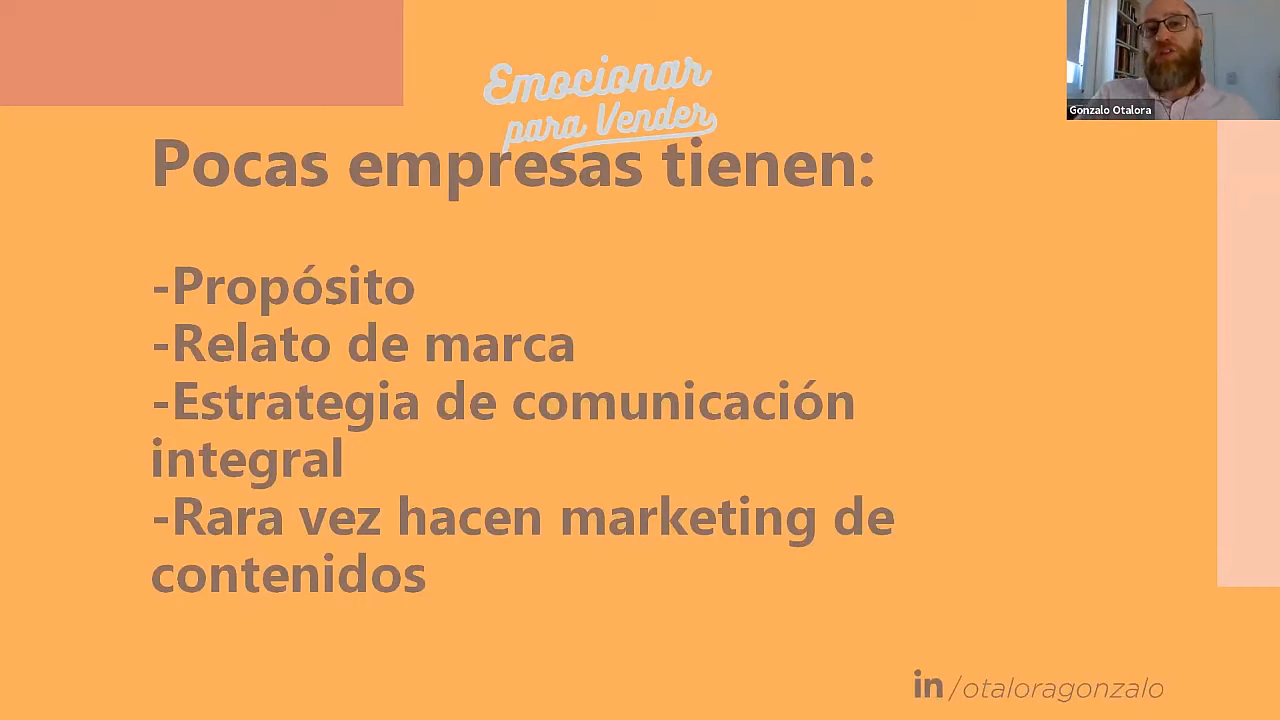 Emocionar
para Vender
Gonzalo Otalora
Pocas empresas tienen:
-Propósito
-Relato de marca
-Estrategia de comunicación
integral
-Rara vez hacen marketing de
contenidos
in/otaloragonzalo